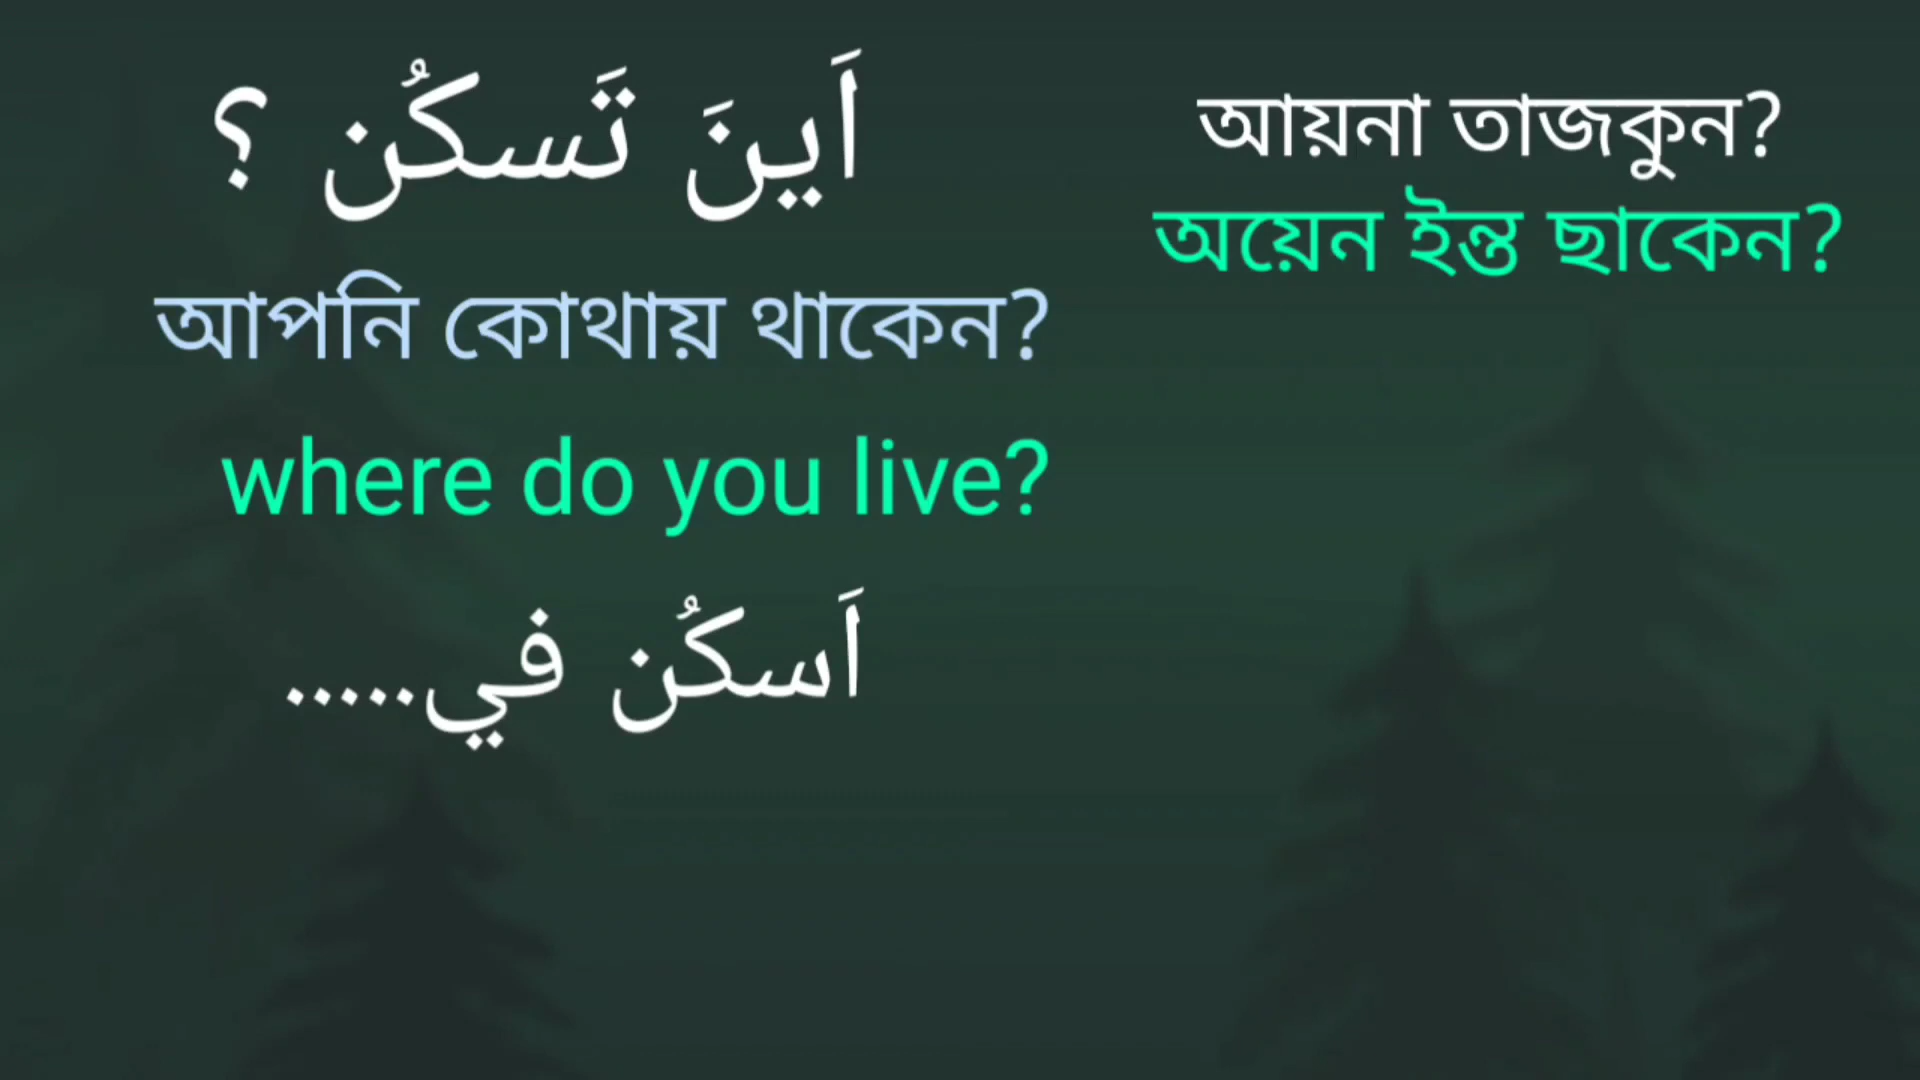 اَينَ تَسكُن ؟
আপনি কোথায় থাকেন?
where do you live?
اَسكُن في.....
আয়না তাজকুন?
অয়েন ইন্ত ছাকেন?